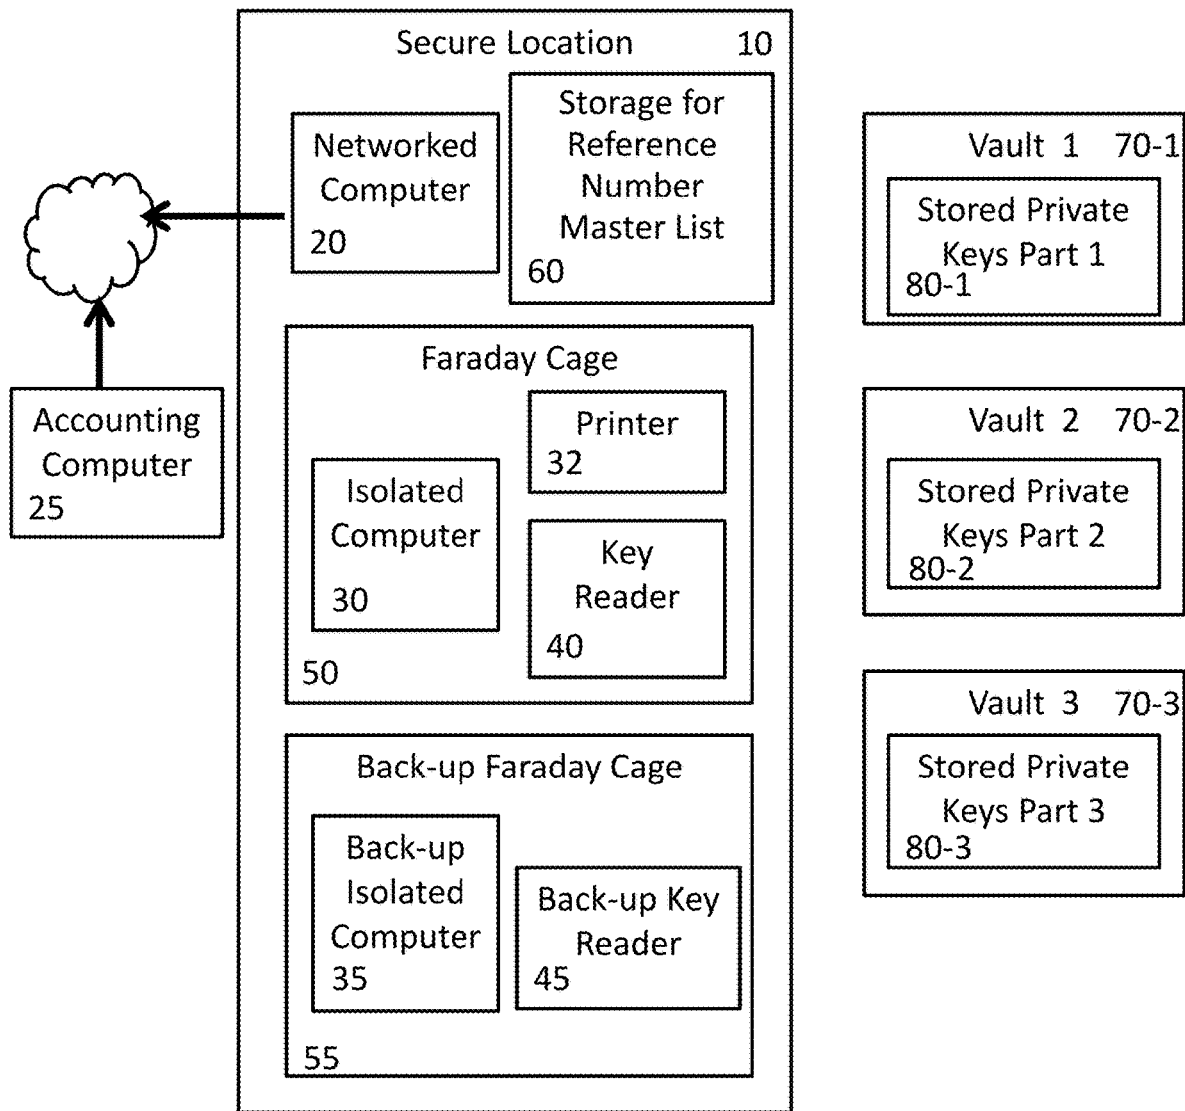 Secure Location 10
Networked
Computer
20
Storage for
Reference
Number
Master List
60
Accounting
Computer
25
Faraday Cage
Printer
32
Isolated
Computer
30
Key
Reader
40
50
Back-up Faraday Cage
Back-up
Isolated
Computer
35
Back-up Key
Reader
45
55
Vault 1 70-1
Stored Private
Keys Part 1
80-1
Vault 2 70-2
Stored Private
Keys Part 2
80-2
Vault 3 70-3
Stored Private
Keys Part 3
80-3